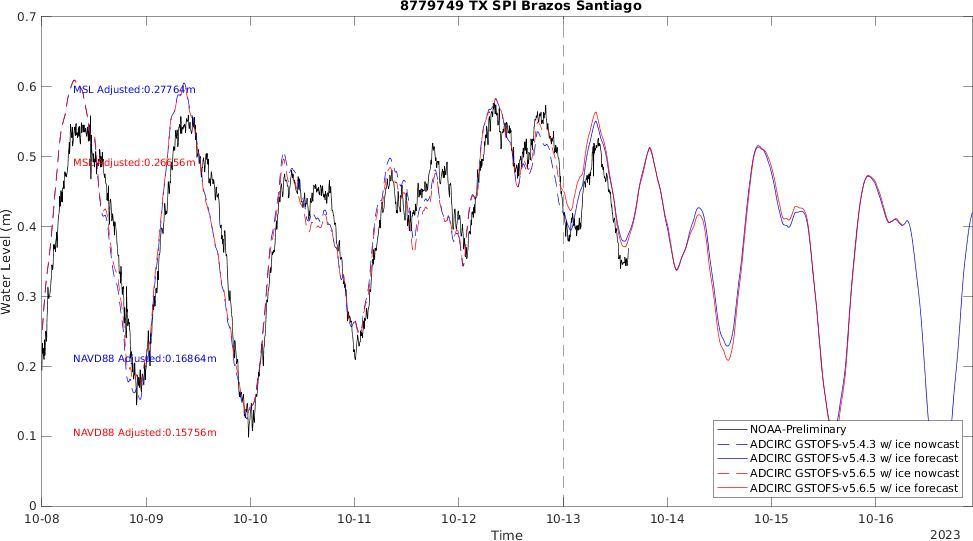 8779749 TX SPI Brazos Santiago
0.7
0.6
0.5
0.4
0.3
0.2
0.1
0
Water Level (m)
MSL Adjusted:0.27764m
MSL Adjusted:0.26656m
NAVD88 Adjusted:0.16864m
NAVD88 Adjusted:0.15756m
NOAA-Preliminary
ADCIRC GSTOFS-v5.4.3 w/ ice nowcast
ADCIRC GSTOFS-v5.4.3 w/ ice forecast
ADCIRC GSTOFS-v5.6.5 w/ ice nowcast
ADCIRC GSTOFS-v5.6.5 w/ ice forecast
10-08 10-09 10-10 10-11 10-12 10-13 10-14 10-15 10-16
Time
2023